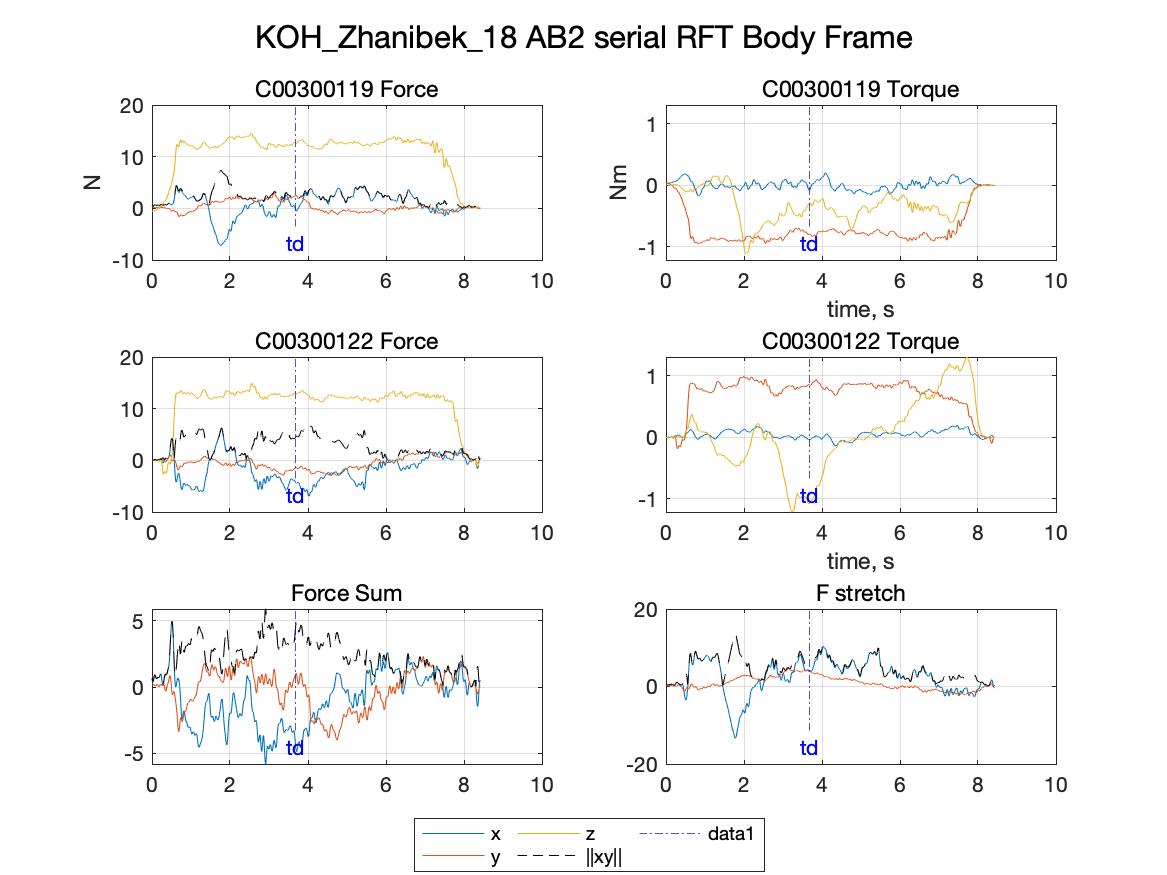 KOH_Zhanibek_18 AB2 serial RFT Body Frame
C00300119 Force
20
10
0
-10
N
td
0 2 4 6 8 10
C00300119 Torque
1
0
-1
Nm
td
0 2 4 6 8 10
time, s
C00300122 Force
20
10
0
-10
td
0 2 4 6 8 10
C00300122 Torque
1
0
-1
td
0 2 4 6 8 10
time, s
Force Sum
5
0
-5
td
0 2 4 6 8 10
F stretch
20
0
-20
td
0 2 4 6 8 10
x z data1
y ||xy||